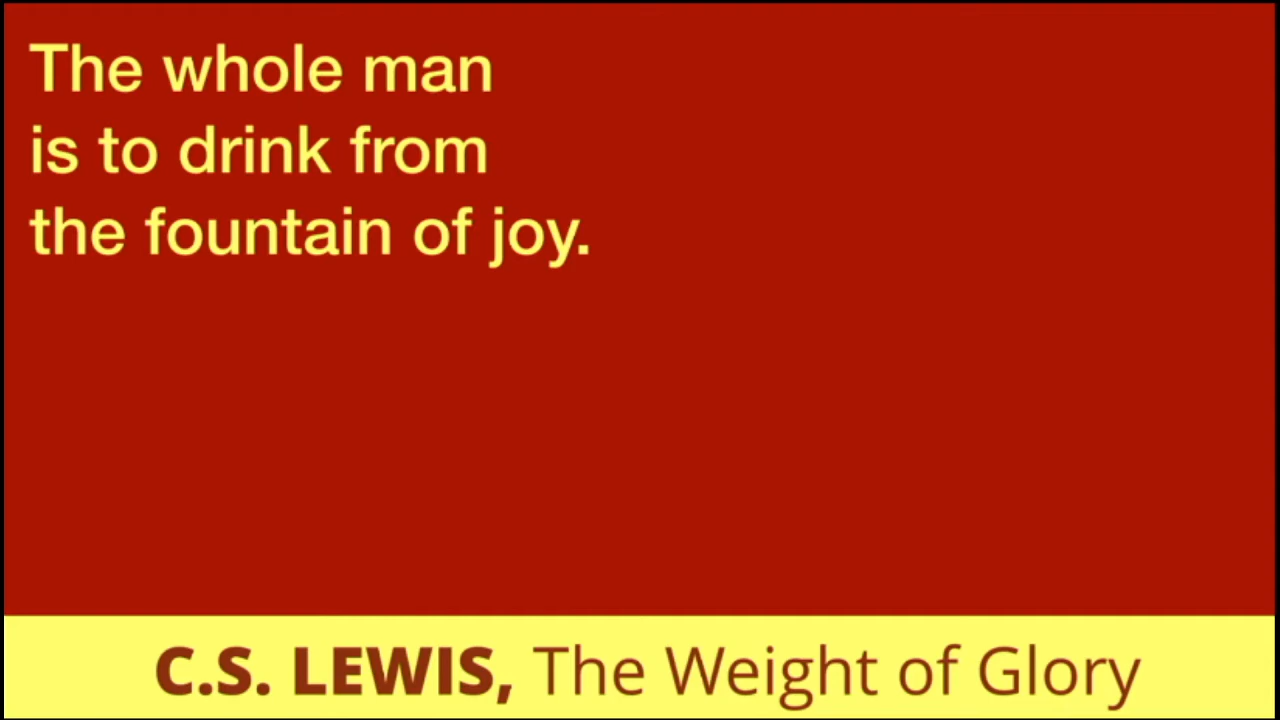 The whole man
is to drink from
the fountain of joy.
C.S. LEWIS, The Weight of Glory